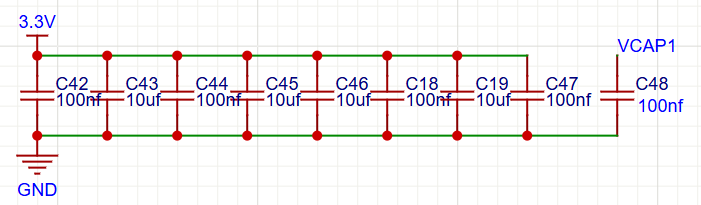 3.3V
VCAP1
C42 C43 C44 C45 C46 C18 C19 C47 C48
100nf 10uf 100nf 10uf 10uf 100nf 10uf 100nf 100nf
GND